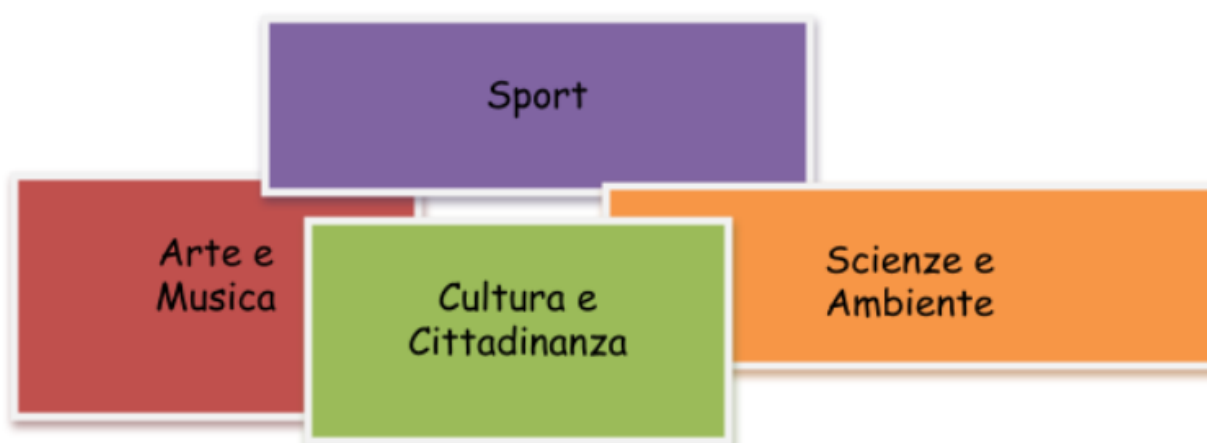 Sport
Arte e
Musica
Cultura e
Cittadinanza
Scienze e
Ambiente